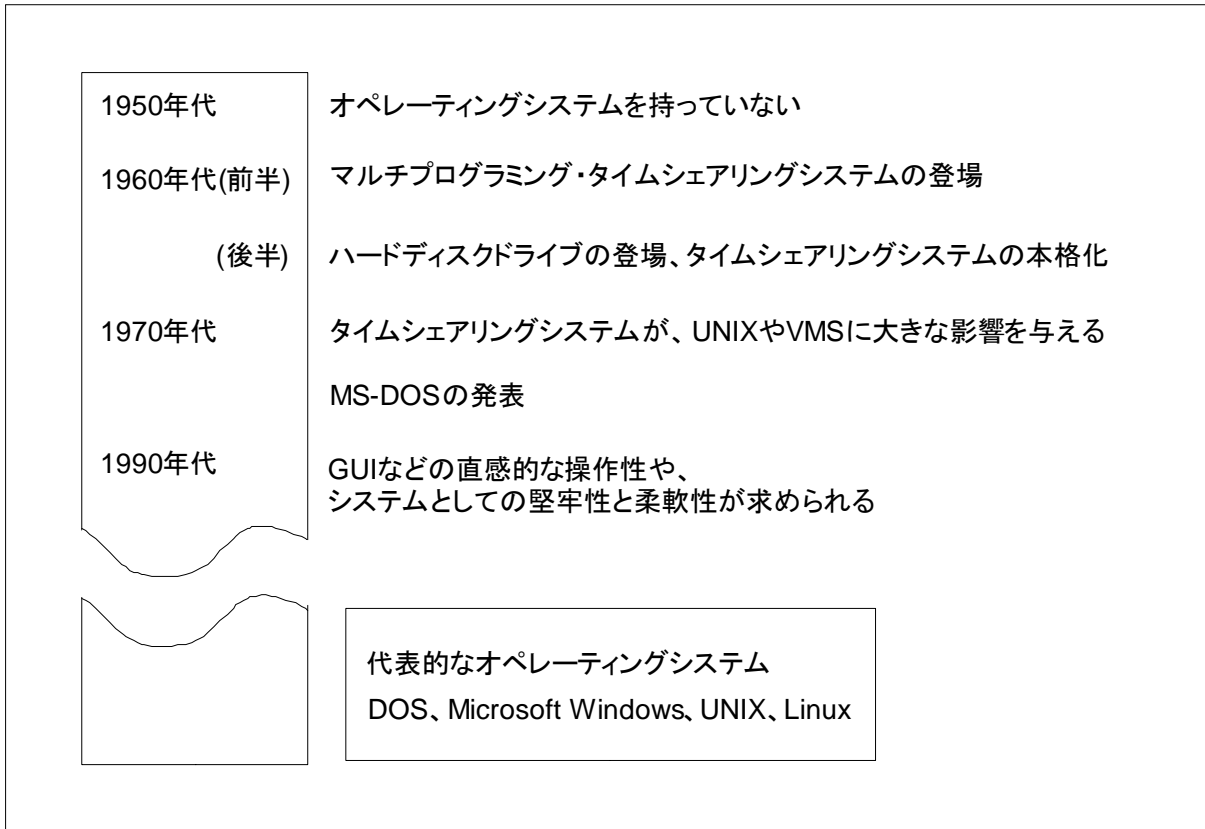 1950年代 オペレーティングシステムを持っていない
1960年代(前半) マルチプログラミング・タイムシェアリングシステムの登場
(後半) ハードディスクドライブの登場、タイムシェアリングシステムの本格化
1970年代 タイムシェアリングシステムが、UNIXやVMSに大きな影響を与える
MS-DOSの発表
1990年代 GUIなどの直感的な操作性や、
システムとしての堅牢性と柔軟性が求められる
代表的なオペレーティングシステム
DOS、Microsoft Windows、UNIX、Linux